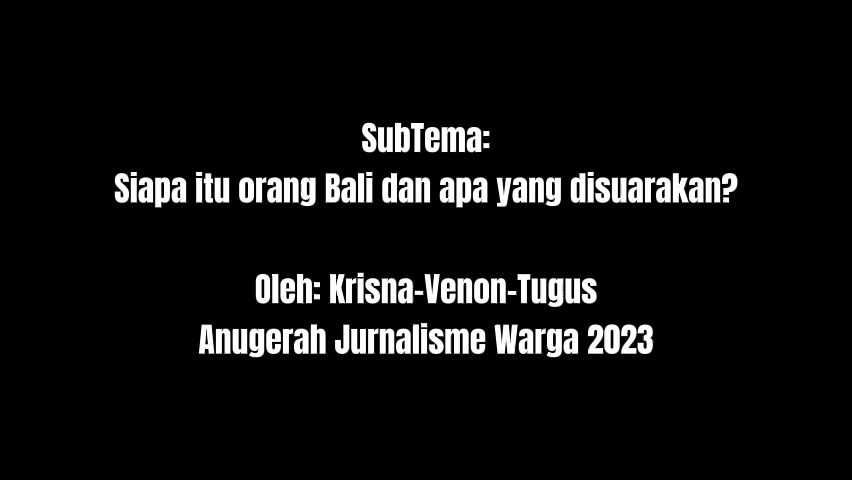 SubTema:
Siapa itu orang Bali dan apa yang disuarakan?
Oleh: Krisna-Venon-Tugus
Anugerah Jurnalisme Warga 2023